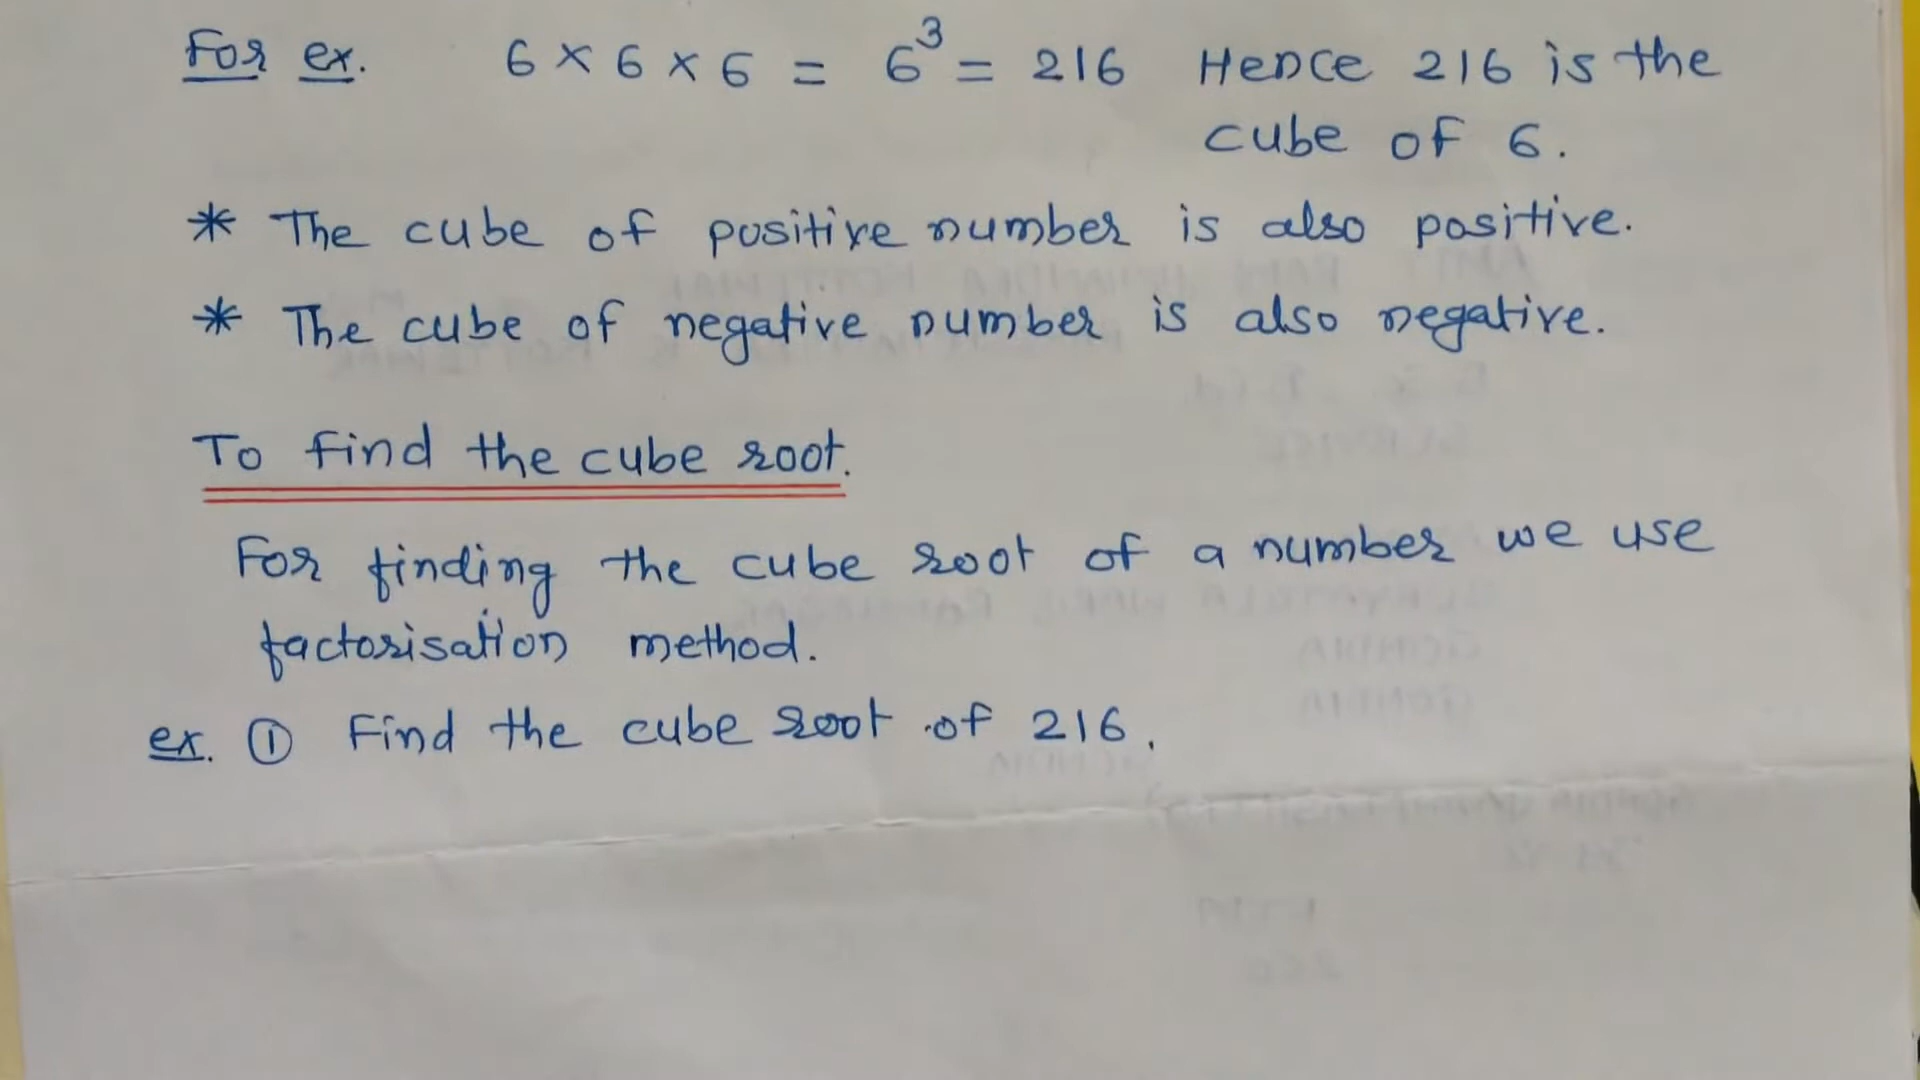 For ex. 6 × 6 × 6 = 6³ = 216 Hence 216 is the
cube of 6.
* The cube of positive number is also positive.
* The cube of negative number is also negative.
To find the cube root.
For finding the cube root of a number we use
factorisation method.
ex. ① Find the cube root of 216.